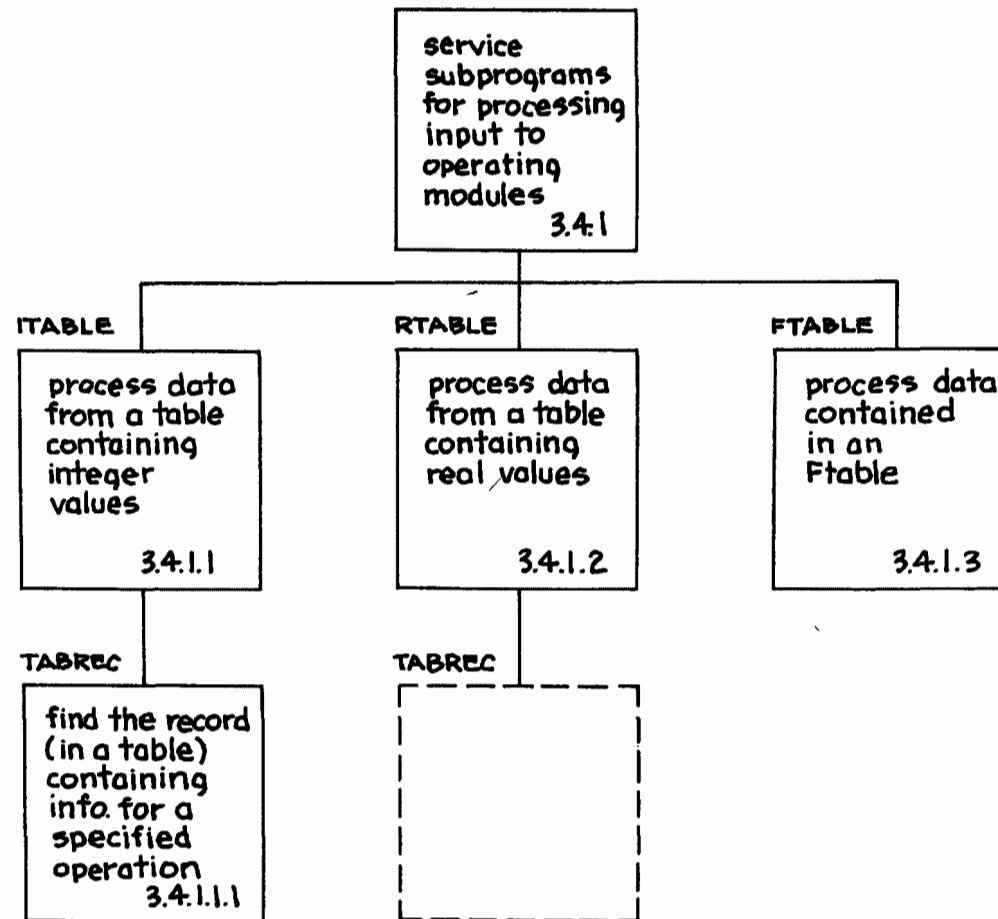 service
subprograms
for processing
input to
operating
modules
3.4.1
ITABLE
process data
from a table
containing
integer
values
3.4.1.1
RTABLE
process data
from a table
containing
real values
3.4.1.2
FTABLE
process data
contained
in an
Ftable
3.4.1.3
TABREC
find the record
(in a table)
containing
info. for a
specified
operation
3.4.1.1.1
TABREC